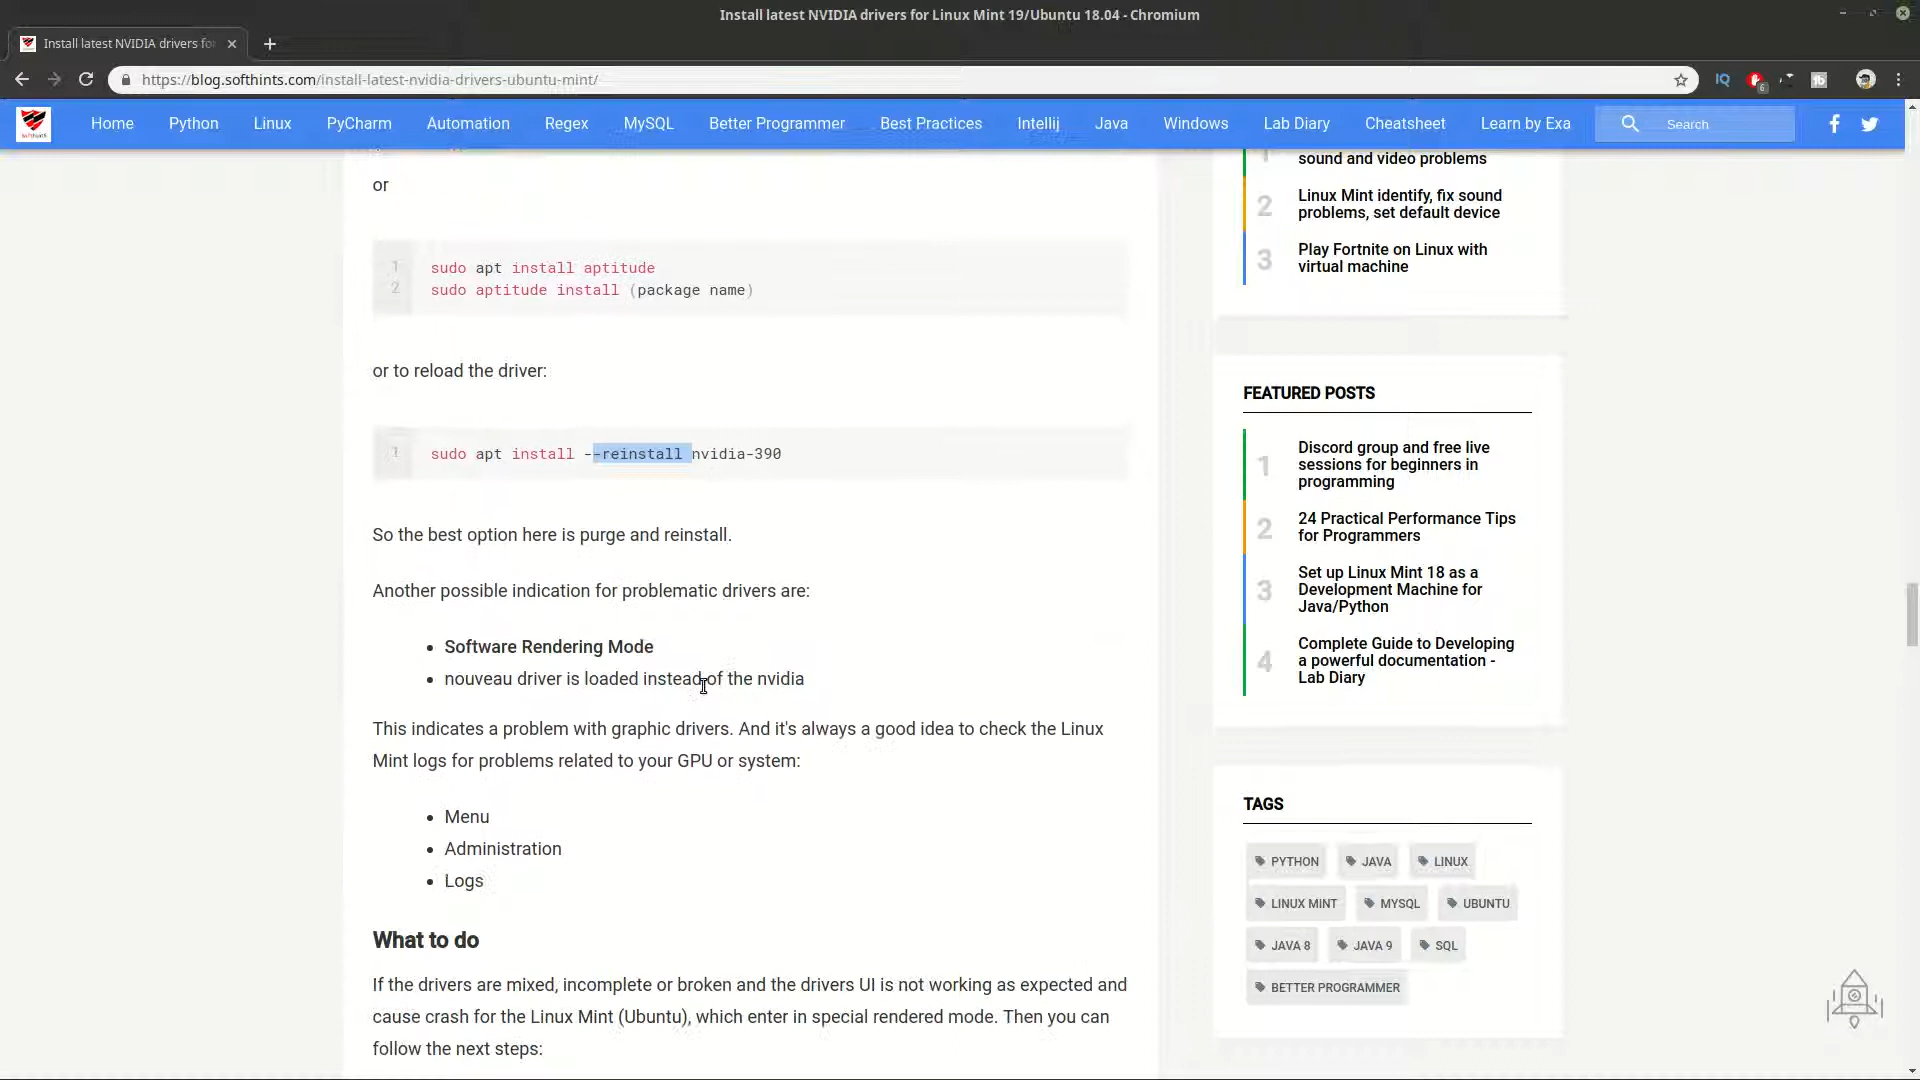 Install latest NVIDIA drivers for Linux Mint 19/Ubuntu 18.04 - Chromium
Install latest NVIDIA drivers fo
https://blog.softhints.com/install-latest-nvidia-drivers-ubuntu-mint/
IQ
6
Home Python Linux PyCharm Automation Regex MySQL Better Programmer Best Practices Intellij Java Windows Lab Diary Cheatsheet Learn by Exa
Search
or
1 sudo apt install aptitude
2 sudo aptitude install (package name)
or to reload the driver:
1 sudo apt install --reinstall nvidia-390
So the best option here is purge and reinstall.
Another possible indication for problematic drivers are:
• Software Rendering Mode
• nouveau driver is loaded instead of the nvidia
This indicates a problem with graphic drivers. And it's always a good idea to check the Linux
Mint logs for problems related to your GPU or system:
• Menu
• Administration
• Logs
What to do
If the drivers are mixed, incomplete or broken and the drivers UI is not working as expected and
cause crash for the Linux Mint (Ubuntu), which enter in special rendered mode. Then you can
follow the next steps:
1
sound and video problems
2
Linux Mint identify, fix sound
problems, set default device
3
Play Fortnite on Linux with
virtual machine
FEATURED POSTS
1
Discord group and free live
sessions for beginners in
programming
2
24 Practical Performance Tips
for Programmers
3
Set up Linux Mint 18 as a
Development Machine for
Java/Python
4
Complete Guide to Developing
a powerful documentation -
Lab Diary
TAGS
PYTHON JAVA LINUX
LINUX MINT MYSQL UBUNTU
JAVA 8 JAVA 9 SQL
BETTER PROGRAMMER